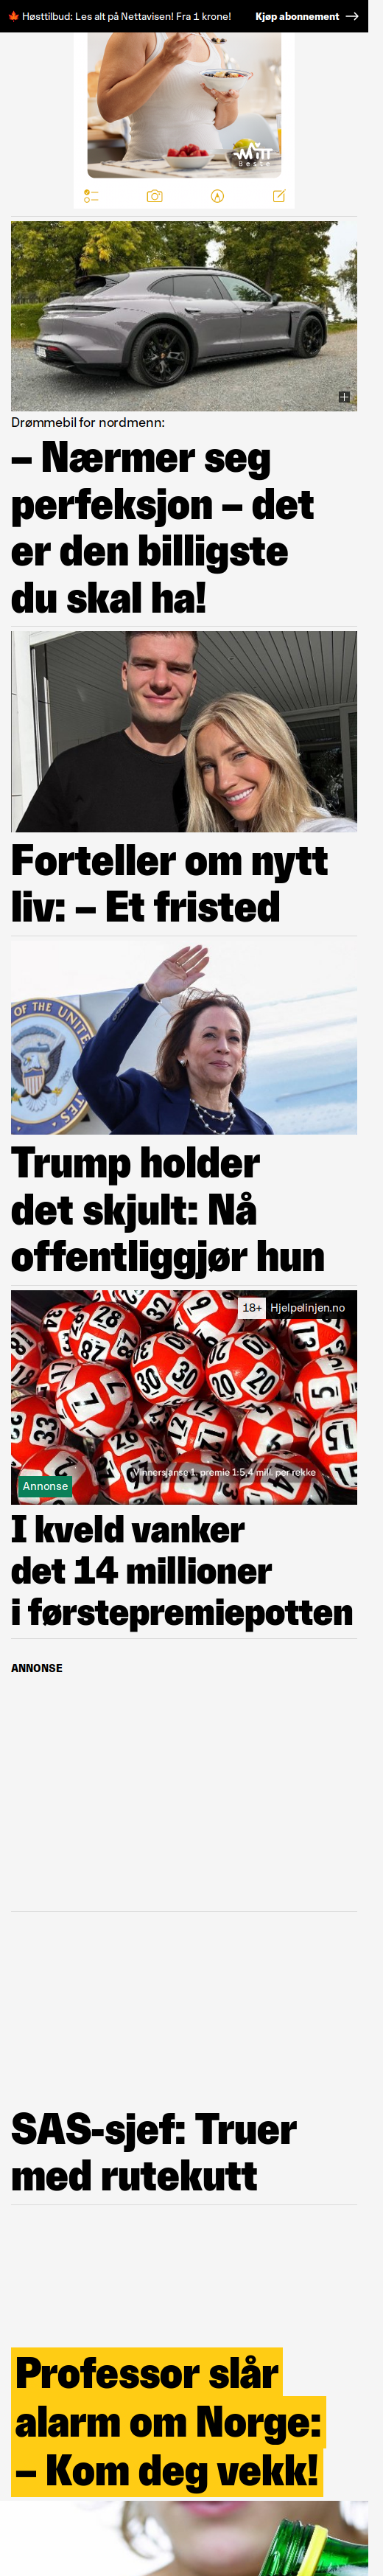 🍁 Høsttilbud: Les alt på Nettavisen! Fra 1 krone! Kjøp abonnement →
Mitt
Beste
Drømmebil for nordmenn:
– Nærmer seg
perfeksjon – det
er den billigste
du skal ha!
Forteller om nytt
liv: – Et fristed
OF THE UNITED
STATES
Trump holder
det skjult: Nå
offentliggjør hun
18+ Hjelpelinjen.no
Vinnersjanse 1. premie 1:5,4 mill. per rekke
Annonse
I kveld vanker
det 14 millioner
i førstepremiepotten
ANNONSE
SAS-sjef: Truer
med rutekutt
Professor slår
alarm om Norge:
– Kom deg vekk!